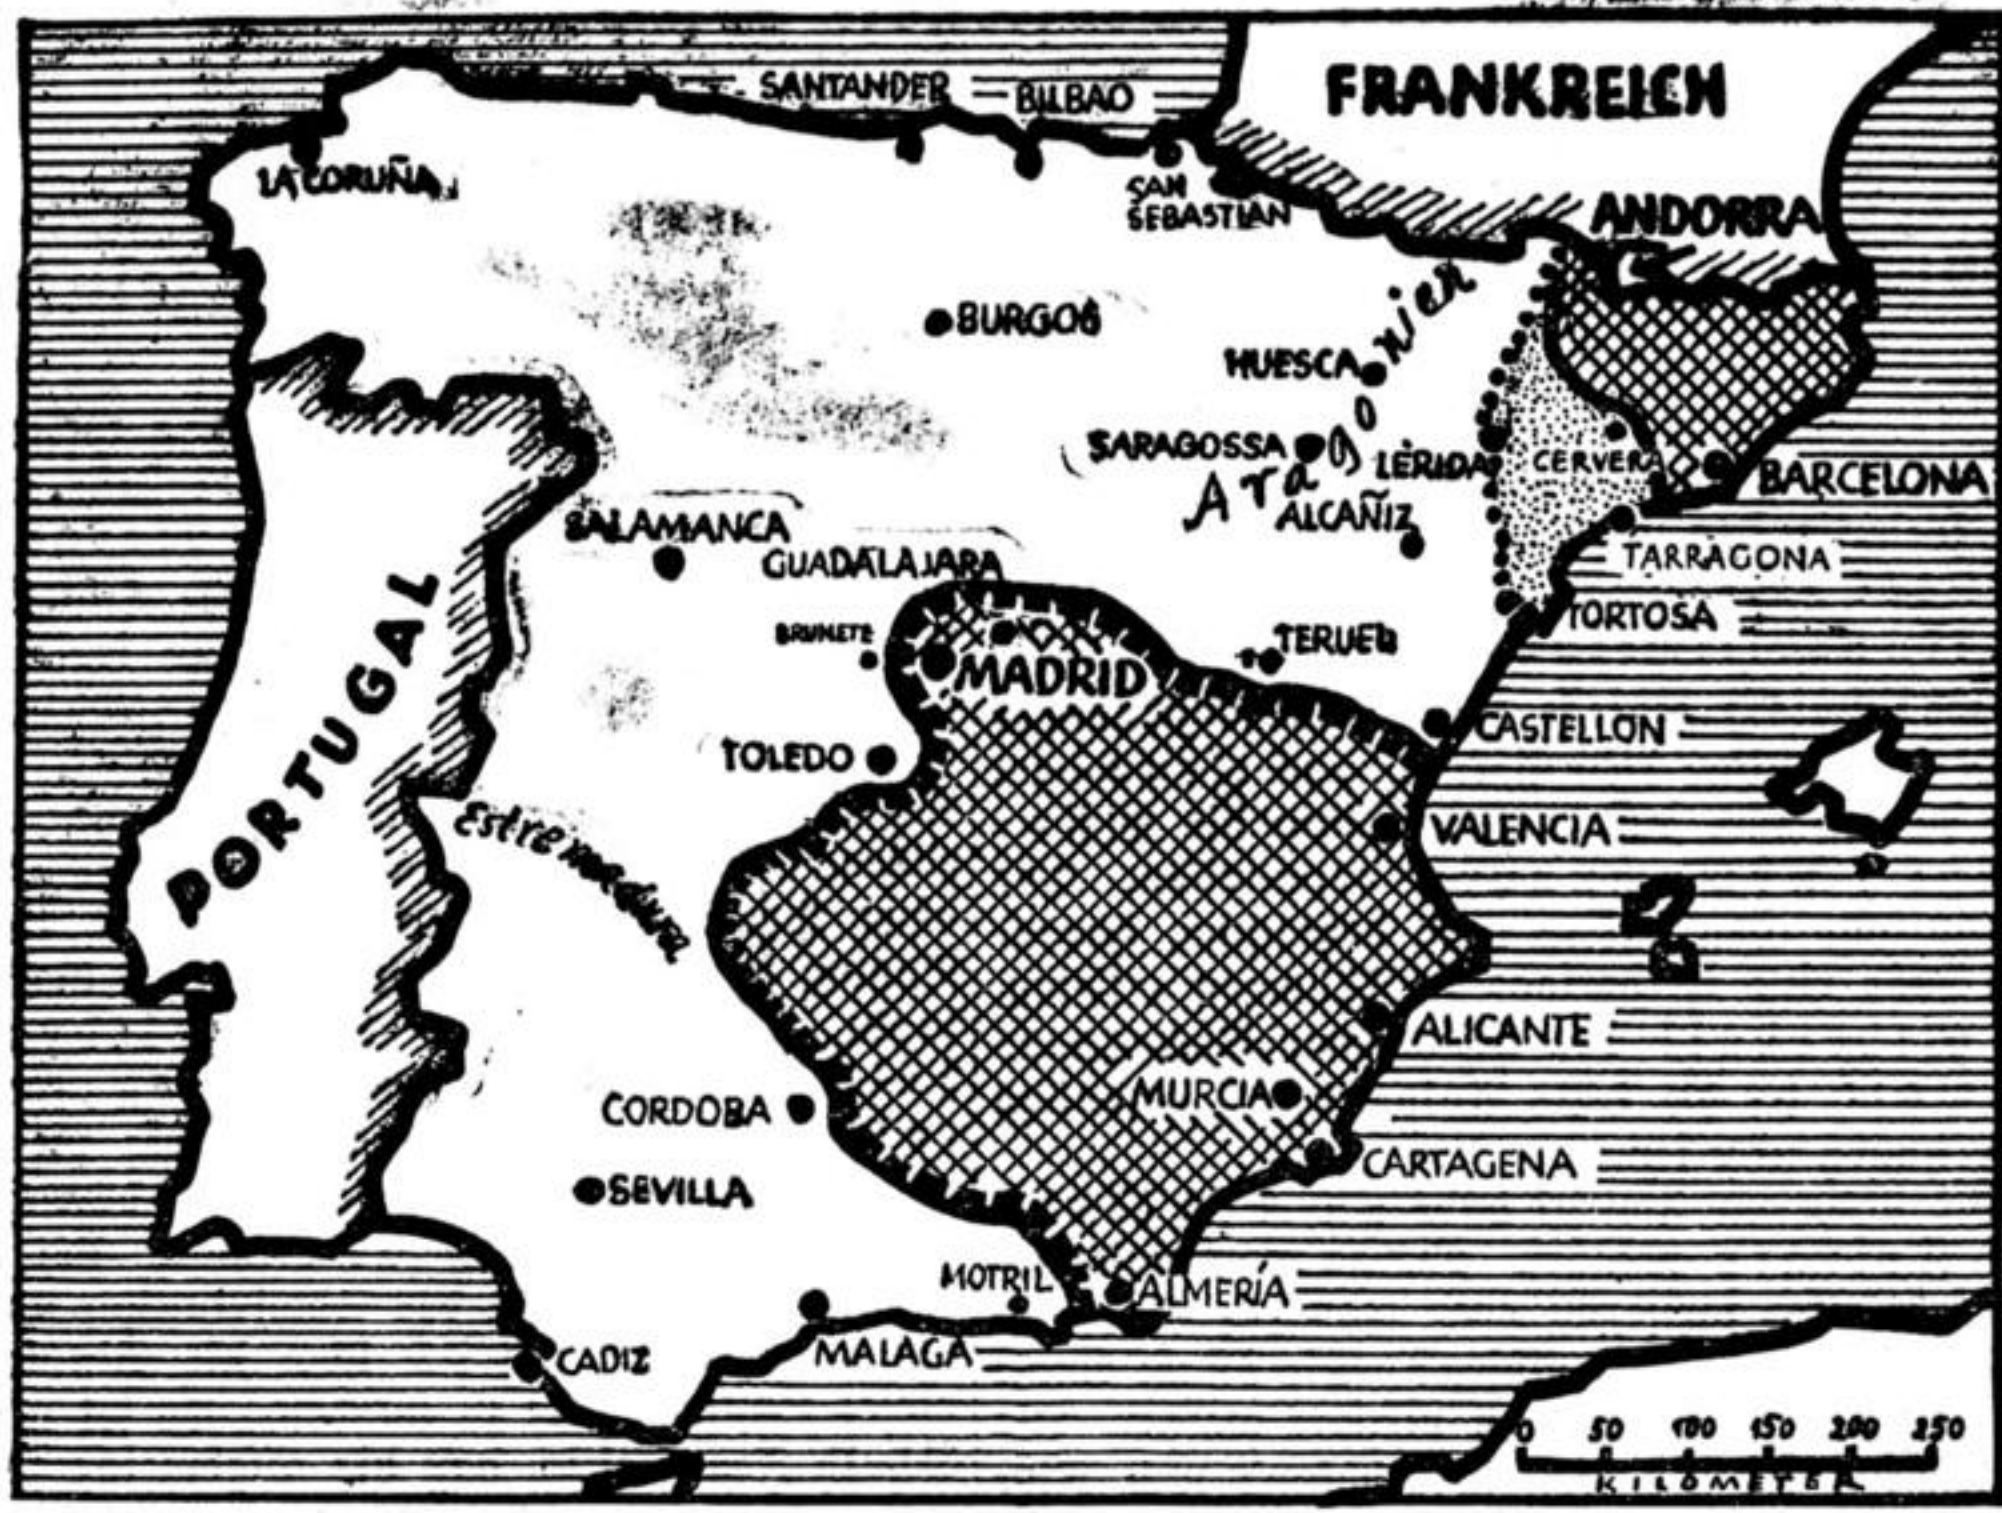 SANTANDER
BILBAO
FRANKREICH
LA CORUÑA
SAN
SEBASTIAN
ANDORRA
BURGOS
HUESCA
Aragonien
SARAGOSSA
LÉRIDA
CERVERA
BARCELONA
ALCAÑIZ
SALAMANCA
GUADALAJARA
TARRAGONA
TORTOSA
BRUNETE
TERUEL
MADRID
PORTUGAL
TOLEDO
CASTELLON
Estremadura
VALENCIA
ALICANTE
MURCIA
CORDOBA
CARTAGENA
SEVILLA
MOTRIL
ALMERÍA
CADIZ
MALAGA
0 50 100 150 200 250
KILOMETER